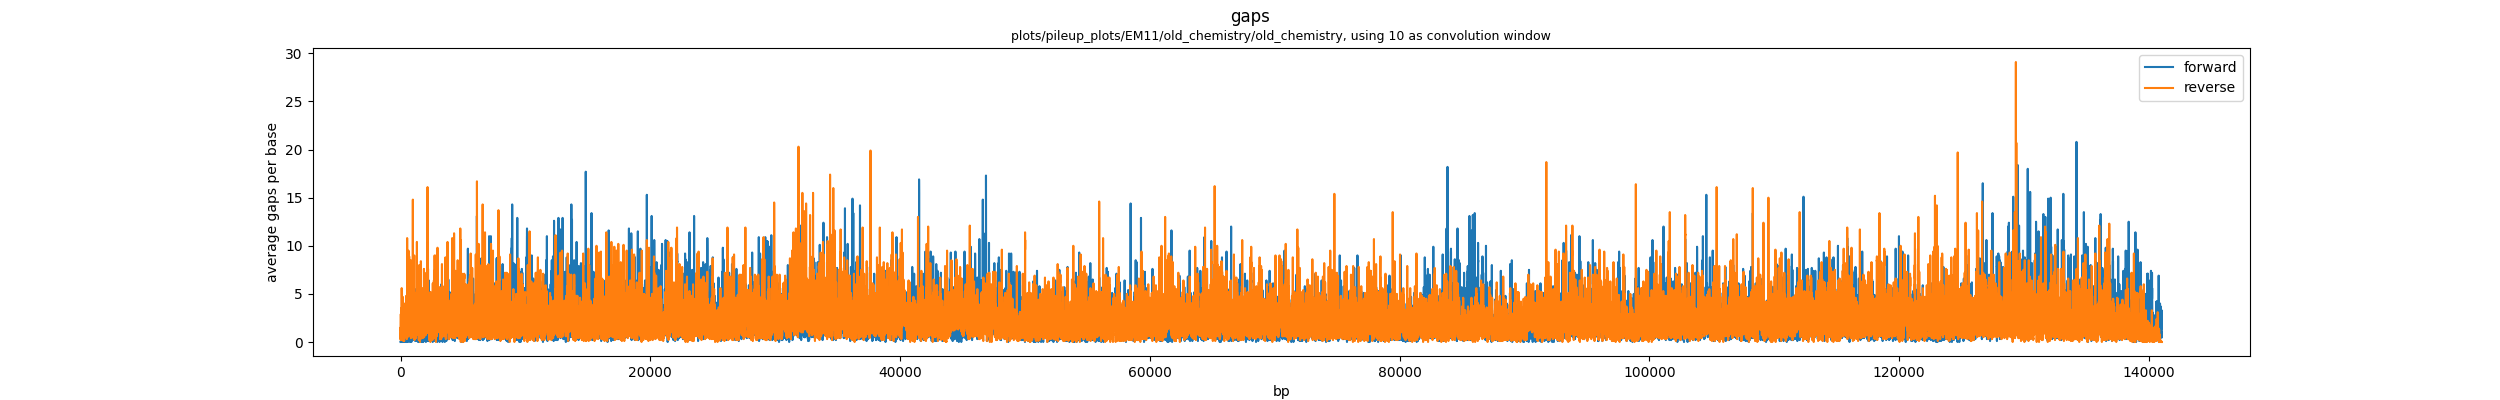 gaps
plots/pileup_plots/EM11/old_chemistry/old_chemistry, using 10 as convolution window
30
25
20
15
10
5
0
average gaps per base
forward
reverse
0 20000 40000 60000 80000 100000 120000 140000
bp